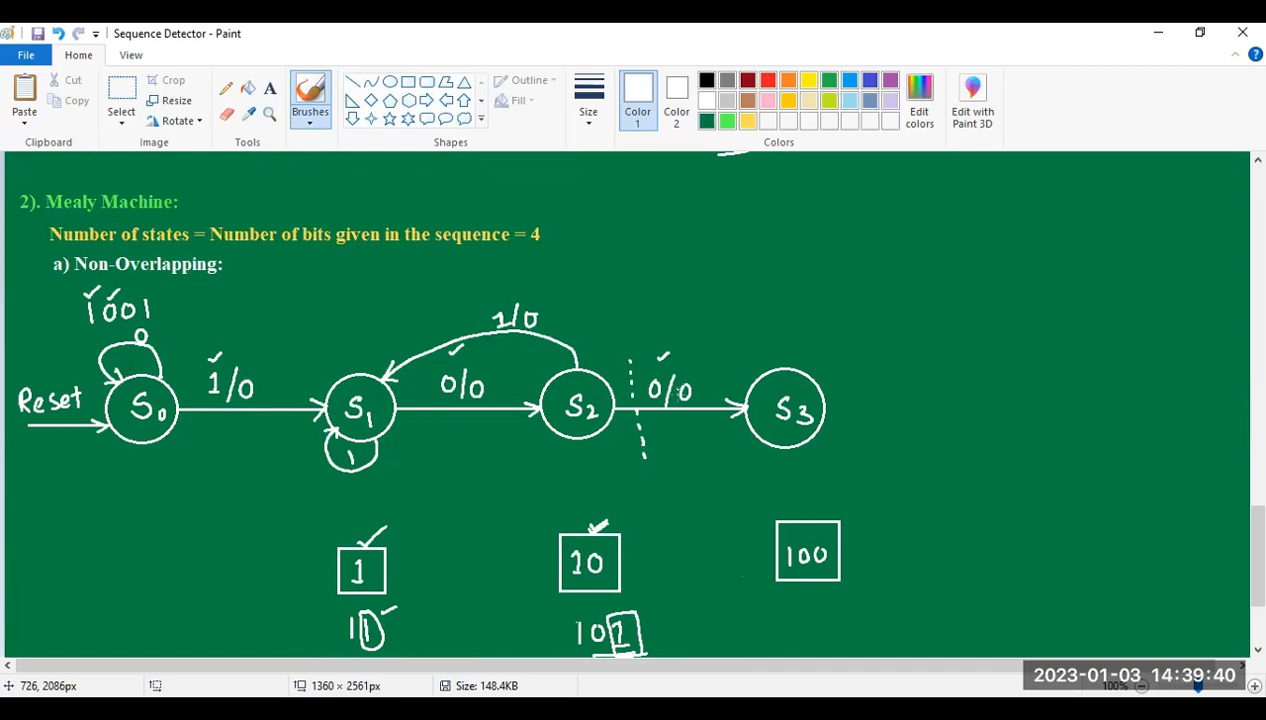 Sequence Detector - Paint
File Home View
Paste Cut Copy Select Crop Resize Rotate Brushes Outline Fill Size Color 1 Color 2 Edit colors Edit with Paint 3D
Clipboard Image Tools Shapes Colors
2). Mealy Machine:
Number of states = Number of bits given in the sequence = 4
a) Non-Overlapping:
1001
0
1/0
1/0 0/0 0/0
Reset S0 S1 S2 S3
1
1 10 100
11 101
726, 2086px 1360 × 2561px Size: 148.4KB 100%
2023-01-03 14:39:40